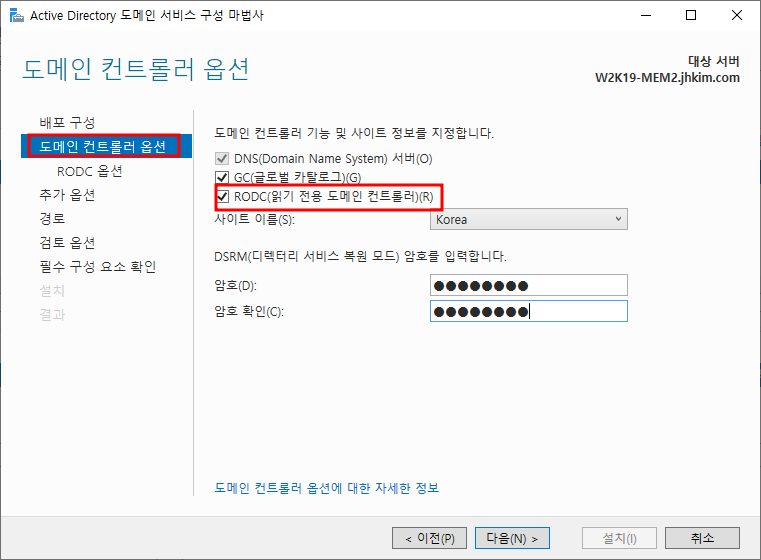 Active Directory 도메인 서비스 구성 마법사
도메인 컨트롤러 옵션
대상 서버
W2K19-MEM2.jhkim.com
배포 구성
도메인 컨트롤러 옵션
RODC 옵션
추가 옵션
경로
검토 옵션
필수 구성 요소 확인
설치
결과
도메인 컨트롤러 기능 및 사이트 정보를 지정합니다.
DNS(Domain Name System) 서버(O)
GC(글로벌 카탈로그)(G)
RODC(읽기 전용 도메인 컨트롤러)(R)
사이트 이름(S): Korea
DSRM(디렉터리 서비스 복원 모드) 암호를 입력합니다.
암호(D): ●●●●●●●●
암호 확인(C): ●●●●●●●●
도메인 컨트롤러 옵션에 대한 자세한 정보
< 이전(P) 다음(N) > 설치(I) 취소